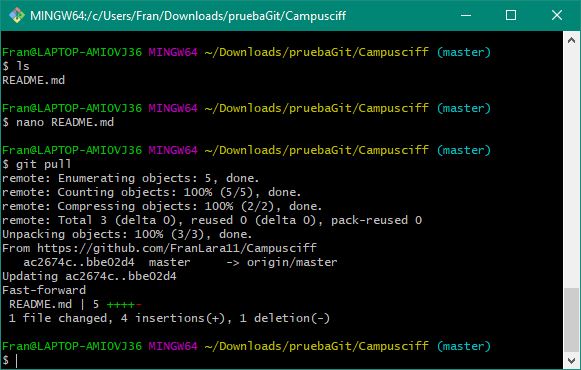 MINGW64:/c/Users/Fran/Downloads/pruebaGit/Campusciff
Fran@LAPTOP-AMIOVJ36 MINGW64 ~/Downloads/pruebaGit/Campusciff (master)
$ ls
README.md
Fran@LAPTOP-AMIOVJ36 MINGW64 ~/Downloads/pruebaGit/Campusciff (master)
$ nano README.md
Fran@LAPTOP-AMIOVJ36 MINGW64 ~/Downloads/pruebaGit/Campusciff (master)
$ git pull
remote: Enumerating objects: 5, done.
remote: Counting objects: 100% (5/5), done.
remote: Compressing objects: 100% (2/2), done.
remote: Total 3 (delta 0), reused 0 (delta 0), pack-reused 0
Unpacking objects: 100% (3/3), done.
From https://github.com/FranLara11/Campusciff
   ac2674c..bbe02d4  master     -> origin/master
Updating ac2674c..bbe02d4
Fast-forward
 README.md | 5 ++++-
 1 file changed, 4 insertions(+), 1 deletion(-)
Fran@LAPTOP-AMIOVJ36 MINGW64 ~/Downloads/pruebaGit/Campusciff (master)
$